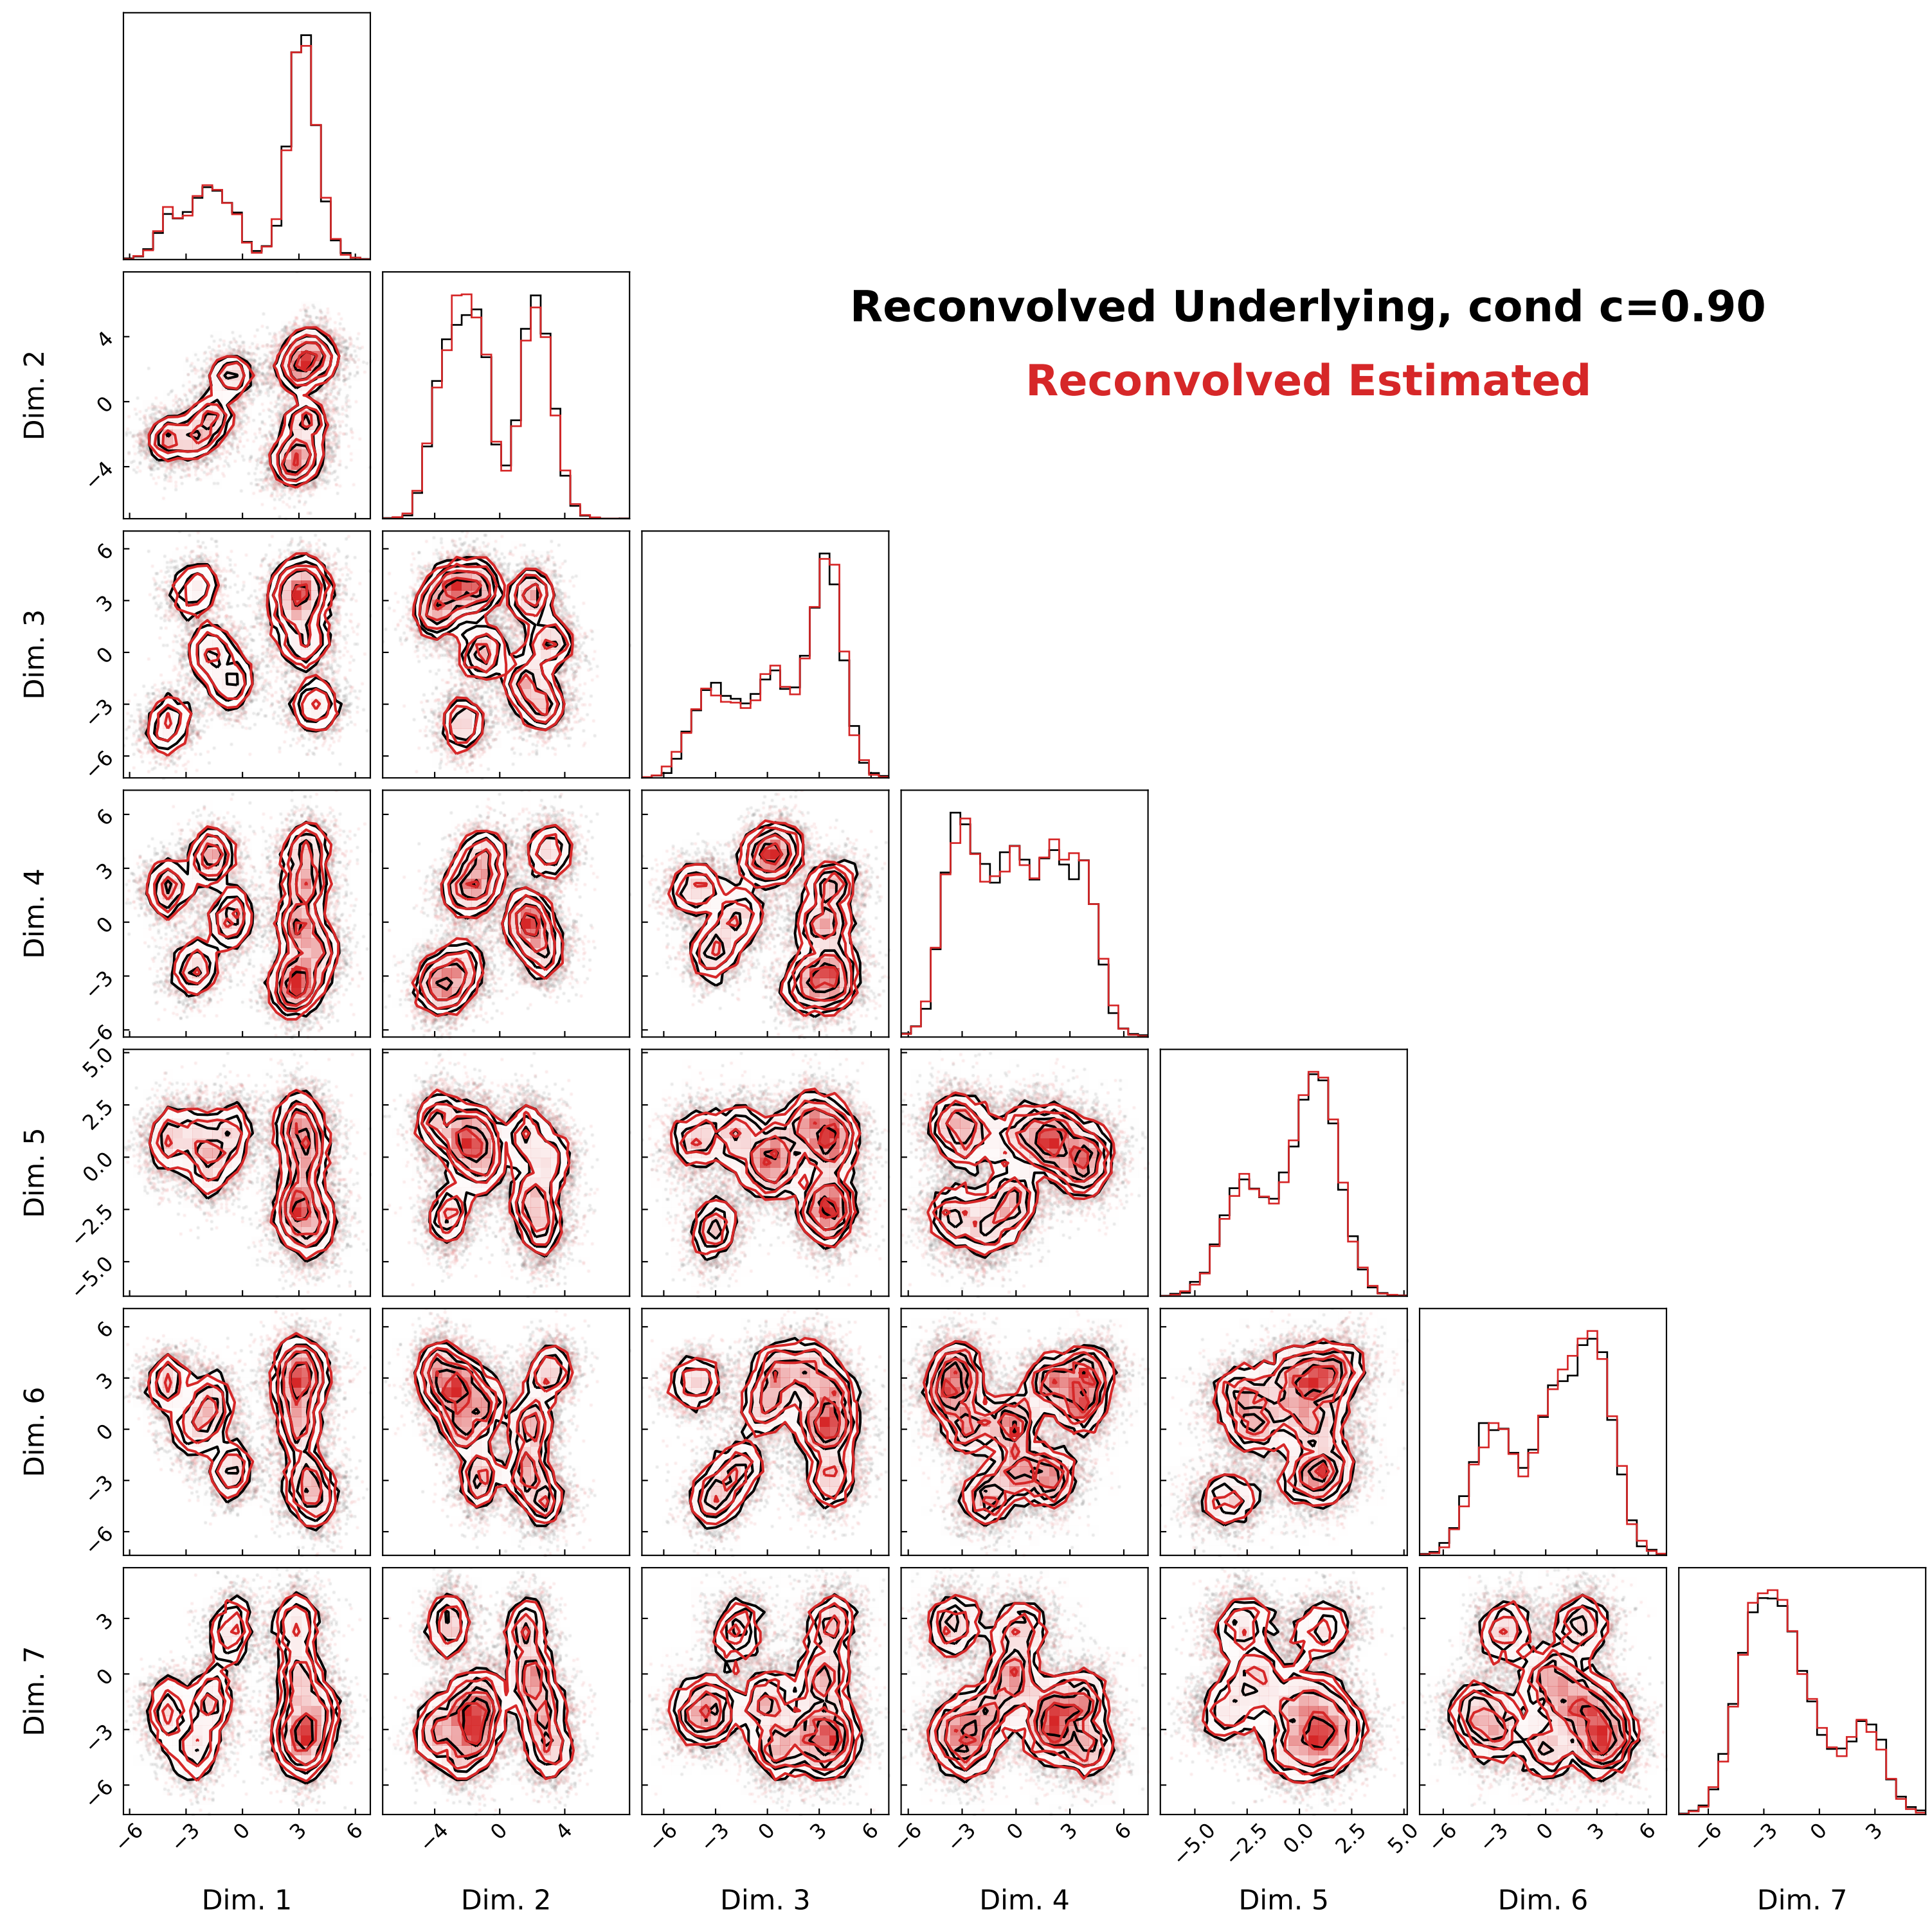 Reconvolved Underlying, cond c=0.90
Reconvolved Estimated
Dim. 2
4
0
−4
Dim. 3
6
3
0
−3
−6
Dim. 4
6
3
0
−3
−6
Dim. 5
5.0
2.5
0.0
−2.5
−5.0
Dim. 6
6
3
0
−3
−6
Dim. 7
3
0
−3
−6
−6 −3 0 3 6 −4 0 4 −6 −3 0 3 6 −6 −3 0 3 6 −5.0 −2.5 0.0 2.5 5.0 −6 −3 0 3 6 −6 −3 0 3
Dim. 1 Dim. 2 Dim. 3 Dim. 4 Dim. 5 Dim. 6 Dim. 7